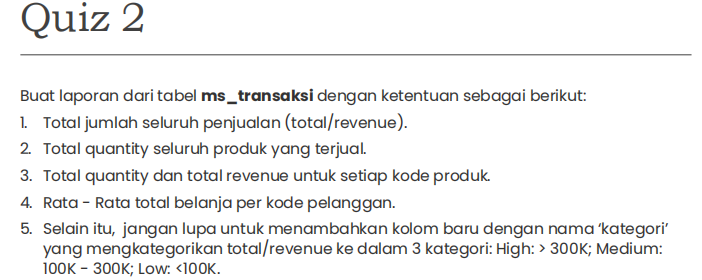 Quiz 2
Buat laporan dari tabel ms_transaksi dengan ketentuan sebagai berikut:
1. Total jumlah seluruh penjualan (total/revenue).
2. Total quantity seluruh produk yang terjual.
3. Total quantity dan total revenue untuk setiap kode produk.
4. Rata - Rata total belanja per kode pelanggan.
5. Selain itu, jangan lupa untuk menambahkan kolom baru dengan nama ‘kategori’
yang mengkategorikan total/revenue ke dalam 3 kategori: High: > 300K; Medium:
100K - 300K; Low: <100K.